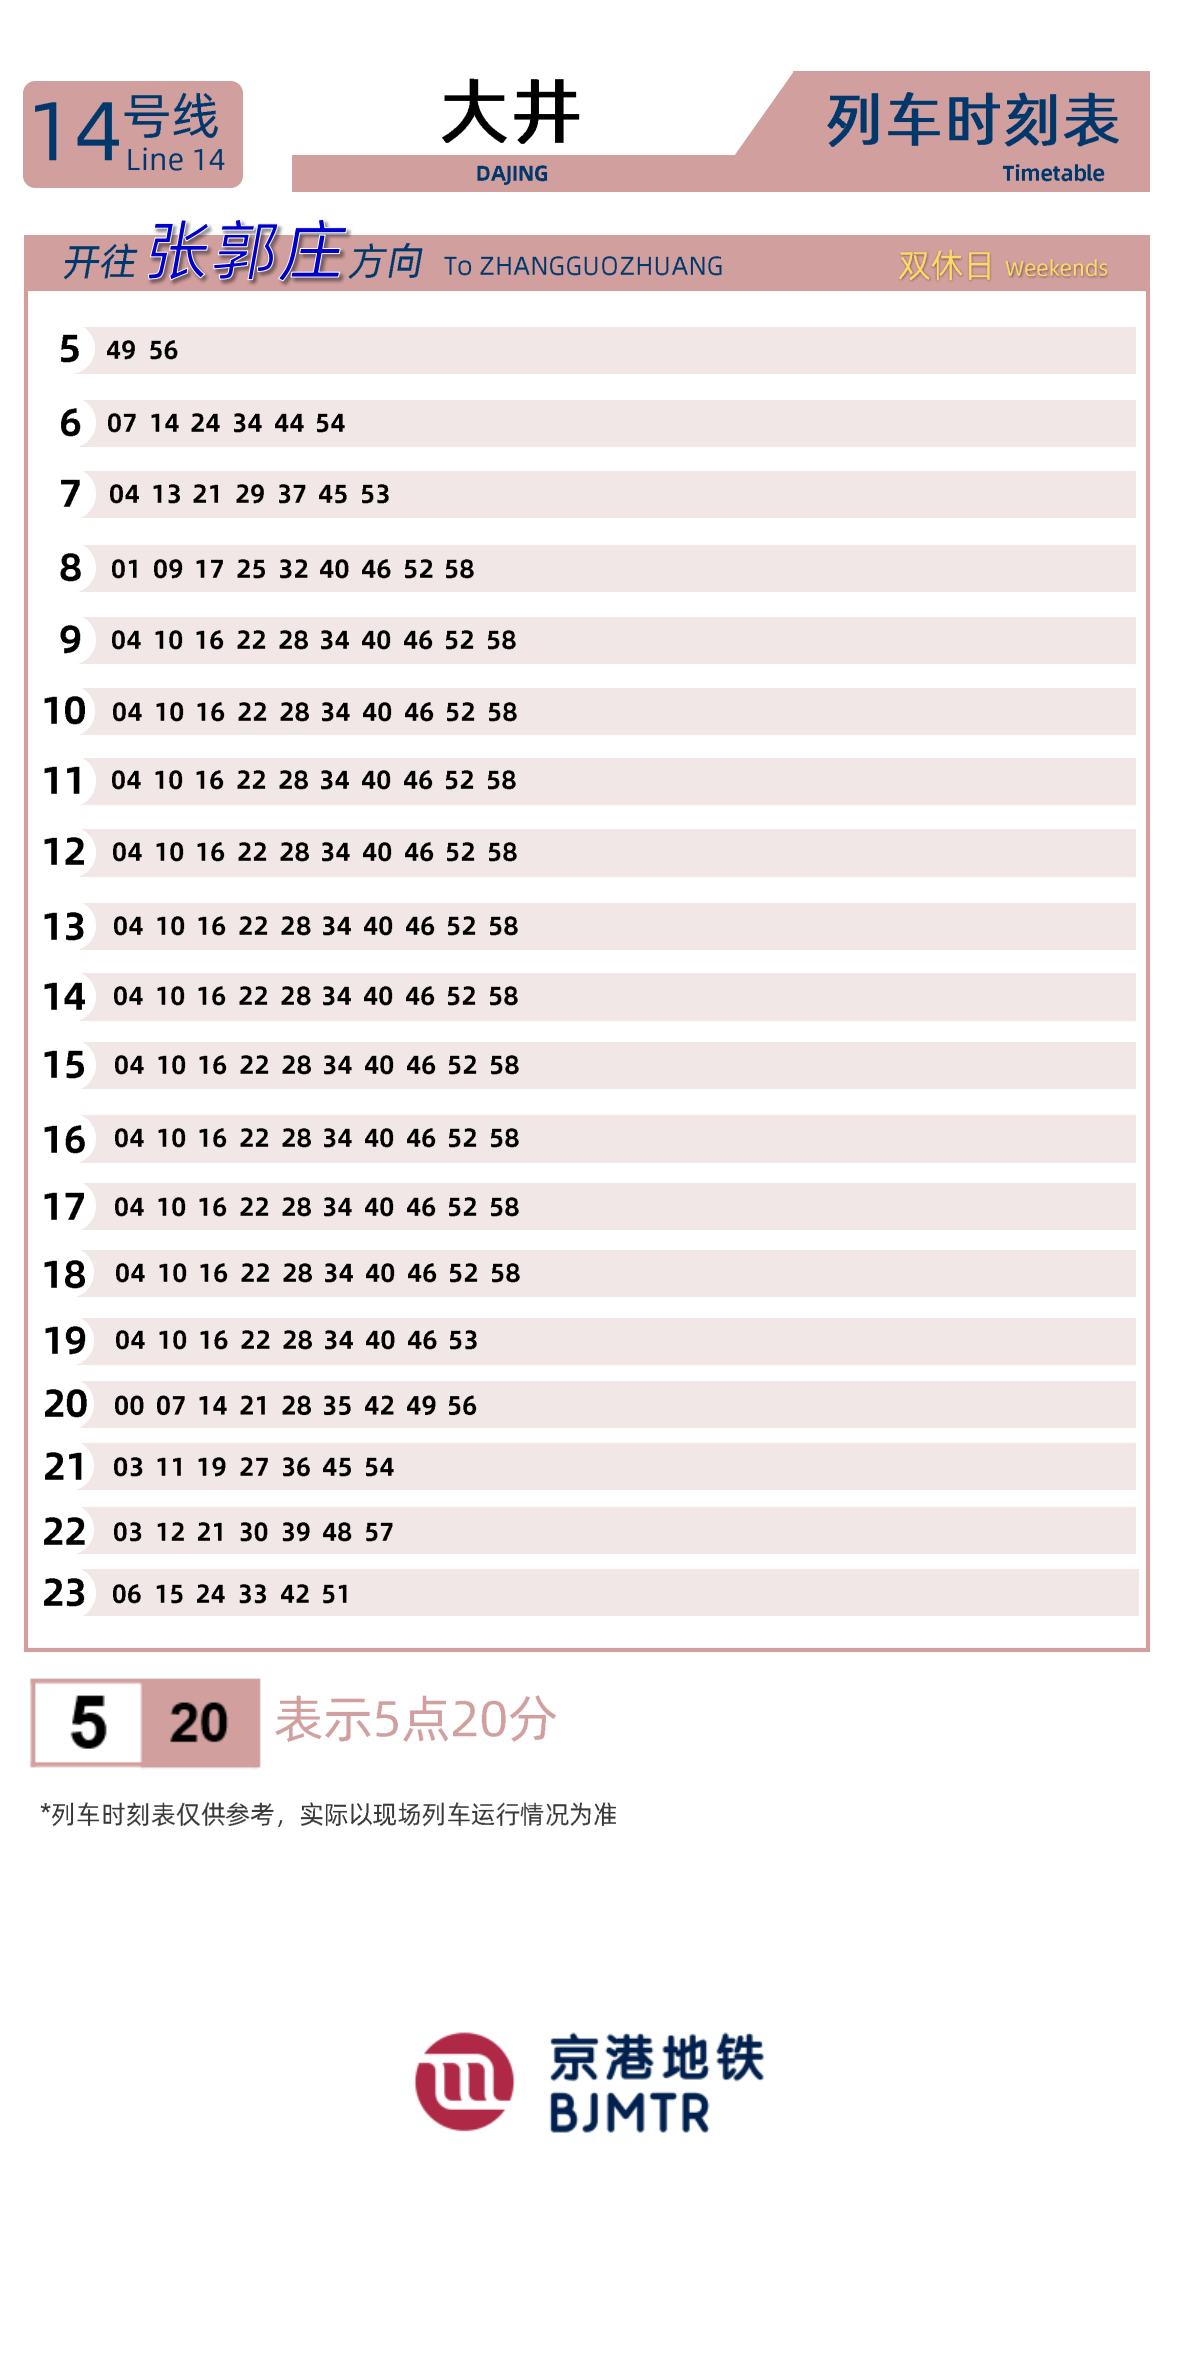 14号线
Line 14
大井
DAJING
列车时刻表
Timetable
开往张郭庄方向 To ZHANGGUOZHUANG 双休日 Weekends
5 49 56
6 07 14 24 34 44 54
7 04 13 21 29 37 45 53
8 01 09 17 25 32 40 46 52 58
9 04 10 16 22 28 34 40 46 52 58
10 04 10 16 22 28 34 40 46 52 58
11 04 10 16 22 28 34 40 46 52 58
12 04 10 16 22 28 34 40 46 52 58
13 04 10 16 22 28 34 40 46 52 58
14 04 10 16 22 28 34 40 46 52 58
15 04 10 16 22 28 34 40 46 52 58
16 04 10 16 22 28 34 40 46 52 58
17 04 10 16 22 28 34 40 46 52 58
18 04 10 16 22 28 34 40 46 52 58
19 04 10 16 22 28 34 40 46 53
20 00 07 14 21 28 35 42 49 56
21 03 11 19 27 36 45 54
22 03 12 21 30 39 48 57
23 06 15 24 33 42 51
5 20 表示5点20分
*列车时刻表仅供参考，实际以现场列车运行情况为准
京港地铁
BJMTR